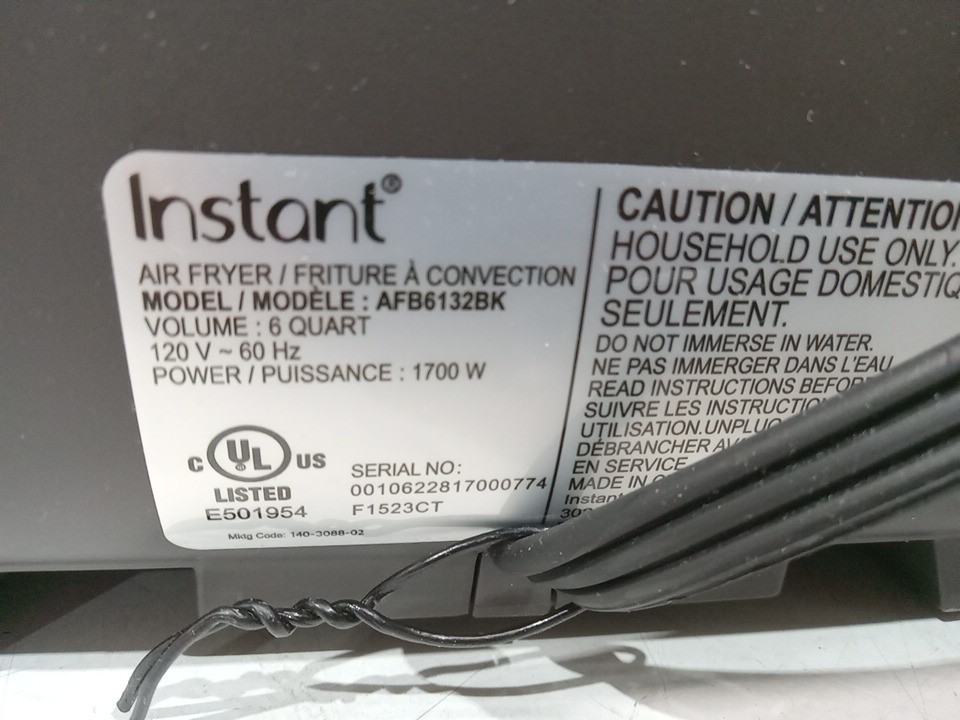 Instant®
AIR FRYER / FRITURE À CONVECTION
MODEL / MODÈLE : AFB6132BK
VOLUME : 6 QUART
120 V ~ 60 Hz
POWER / PUISSANCE : 1700 W
C UL ® US
LISTED
E501954
SERIAL NO:
0010622817000774
F1523CT
Mktg Code: 140-3088-02
CAUTION / ATTENTION
HOUSEHOLD USE ONLY.
POUR USAGE DOMESTIQ
SEULEMENT.
DO NOT IMMERSE IN WATER.
NE PAS IMMERGER DANS L'EAU
READ INSTRUCTIONS BEFOR
SUIVRE LES INSTRUCTION
UTILISATION.UNPLUG
DÉBRANCHER AV
EN SERVICE
MADE IN
Instant